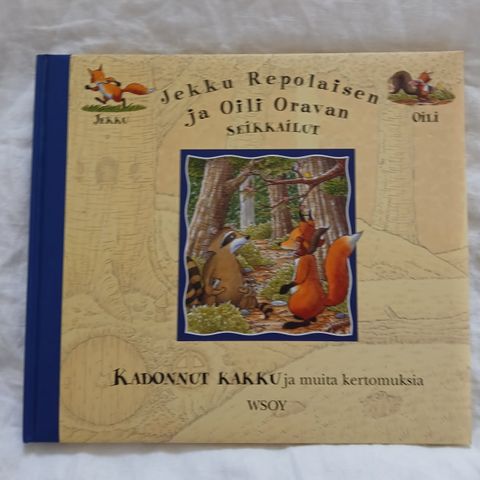 Jekku Repolaisen
ja Oili Oravan
SEIKKAILUT
JEKKU
OILI
KADONNUT KAKKU ja muita kertomuksia
WSOY